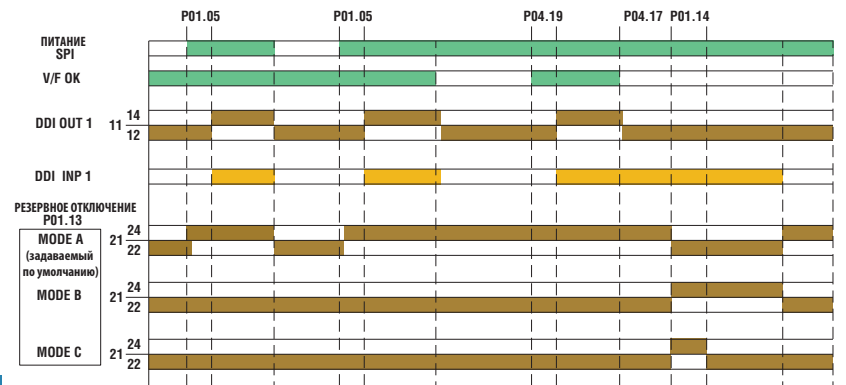 P01.05 P01.05 P04.19 P04.17 P01.14
ПИТАНИЕ
SPI
V/F OK
DDI OUT 1 11 14
12
DDI INP 1
РЕЗЕРВНОЕ ОТКЛЮЧЕНИЕ
P01.13
MODE A 21 24
22
(задаваемый
по умолчанию)
MODE B 21 24
22
MODE C 21 24
22